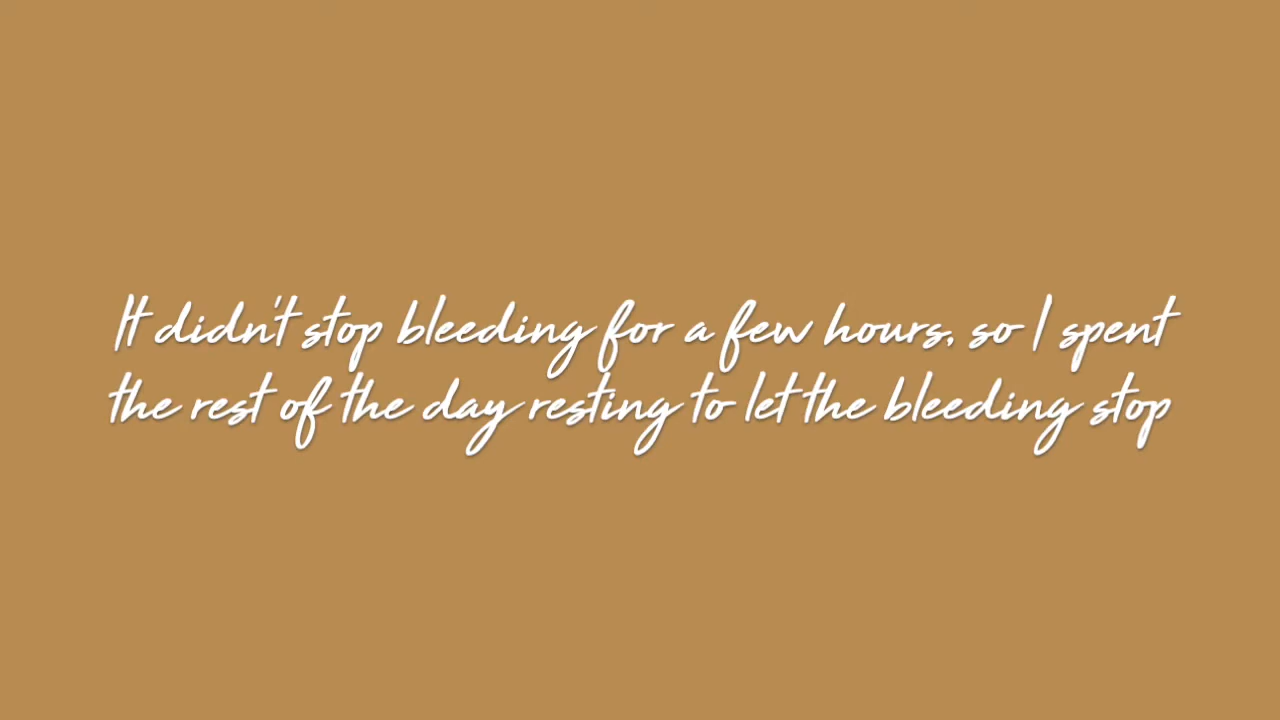 It didn't stop bleeding for a few hours, so I spent
the rest of the day resting to let the bleeding stop